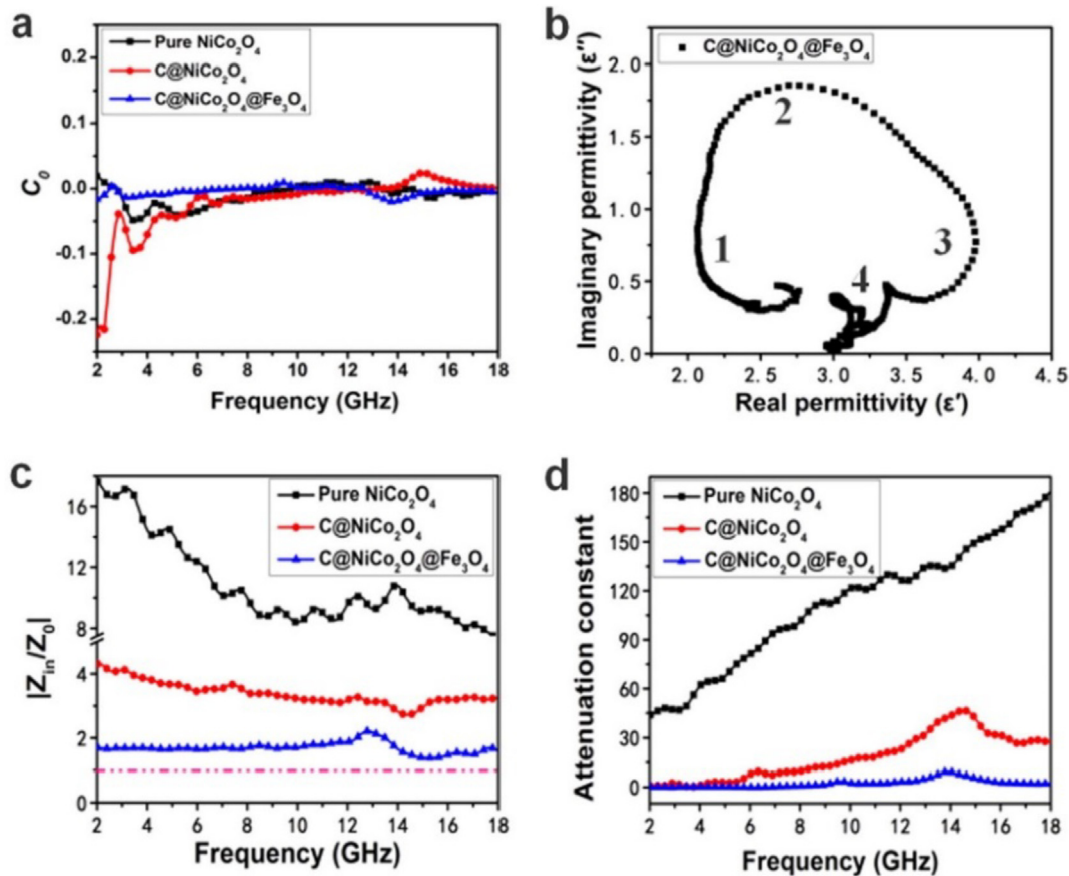 a
Pure NiCo₂O₄
C@NiCo₂O₄
C@NiCo₂O₄@Fe₃O₄
C₀
0.2
0.1
0.0
-0.1
-0.2
2 4 6 8 10 12 14 16 18
Frequency (GHz)
b
C@NiCo₂O₄@Fe₃O₄
Imaginary permittivity (ε″)
2.0
1.5
1.0
0.5
0.0
1
2
3
4
2.0 2.5 3.0 3.5 4.0 4.5
Real permittivity (ε′)
c
Pure NiCo₂O₄
C@NiCo₂O₄
C@NiCo₂O₄@Fe₃O₄
|Zᵢₙ/Z₀|
16
12
8
4
2
0
2 4 6 8 10 12 14 16 18
Frequency (GHz)
d
Pure NiCo₂O₄
C@NiCo₂O₄
C@NiCo₂O₄@Fe₃O₄
Attenuation constant
180
150
120
90
60
30
0
2 4 6 8 10 12 14 16 18
Frequency (GHz)